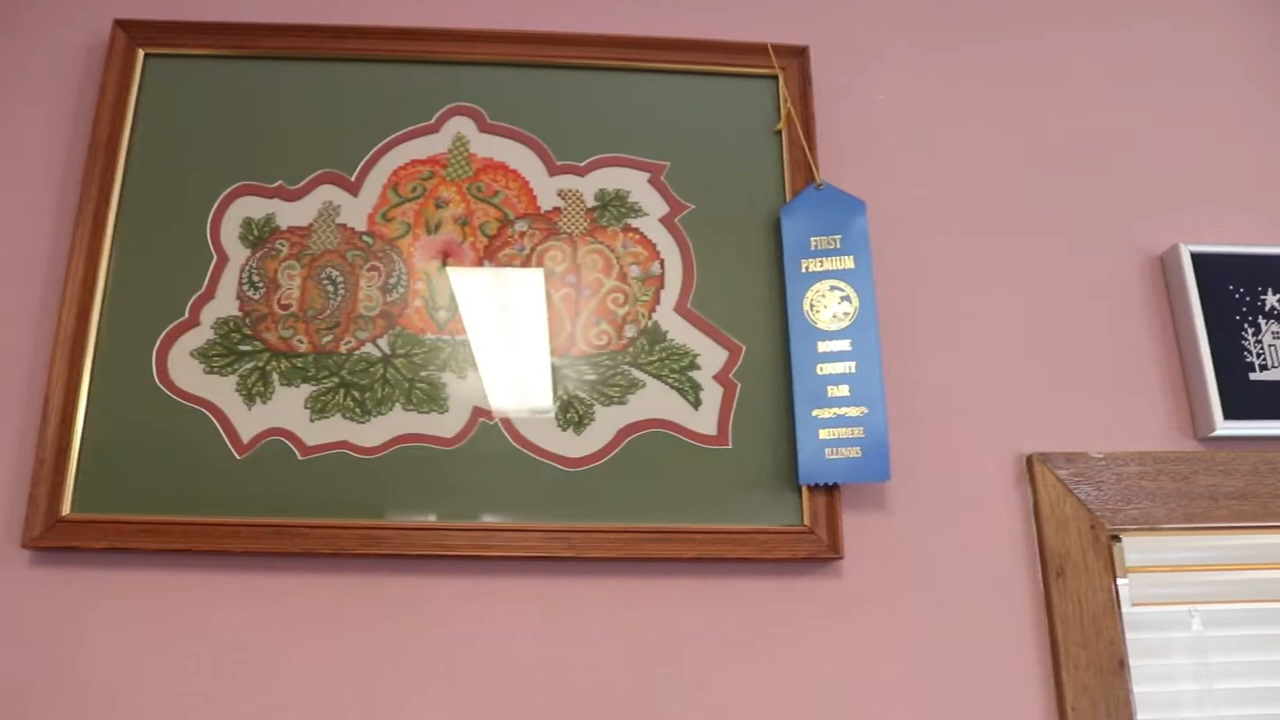 FIRST
PREMIUM
BOONE
COUNTY
FAIR
BELVIDERE
ILLINOIS